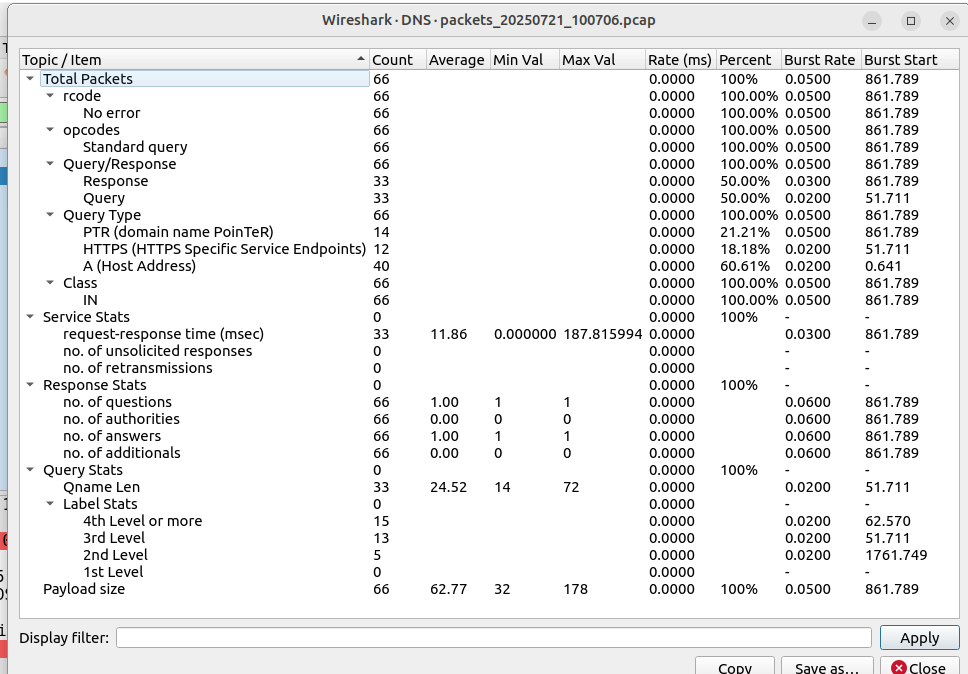 Wireshark · DNS · packets_20250721_100706.pcap
Topic / Item Count Average Min Val Max Val Rate (ms) Percent Burst Rate Burst Start
Total Packets 66 0.0000 100% 0.0500 861.789
rcode 66 0.0000 100.00% 0.0500 861.789
No error 66 0.0000 100.00% 0.0500 861.789
opcodes 66 0.0000 100.00% 0.0500 861.789
Standard query 66 0.0000 100.00% 0.0500 861.789
Query/Response 66 0.0000 100.00% 0.0500 861.789
Response 33 0.0000 50.00% 0.0300 861.789
Query 33 0.0000 50.00% 0.0200 51.711
Query Type 66 0.0000 100.00% 0.0500 861.789
PTR (domain name PoinTeR) 14 0.0000 21.21% 0.0500 861.789
HTTPS (HTTPS Specific Service Endpoints) 12 0.0000 18.18% 0.0200 51.711
A (Host Address) 40 0.0000 60.61% 0.0200 0.641
Class 66 0.0000 100.00% 0.0500 861.789
IN 66 0.0000 100.00% 0.0500 861.789
Service Stats 0 0.0000 100% - -
request-response time (msec) 33 11.86 0.000000 187.815994 0.0000 0.0300 861.789
no. of unsolicited responses 0 0.0000 - -
no. of retransmissions 0 0.0000 - -
Response Stats 0 0.0000 100% - -
no. of questions 66 1.00 1 1 0.0000 0.0600 861.789
no. of authorities 66 0.00 0 0 0.0000 0.0600 861.789
no. of answers 66 1.00 1 1 0.0000 0.0600 861.789
no. of additionals 66 0.00 0 0 0.0000 0.0600 861.789
Query Stats 0 0.0000 100% - -
Qname Len 33 24.52 14 72 0.0000 0.0200 51.711
Label Stats 0 0.0000 - -
4th Level or more 15 0.0000 0.0200 62.570
3rd Level 13 0.0000 0.0200 51.711
2nd Level 5 0.0000 0.0200 1761.749
1st Level 0 0.0000 - -
Payload size 66 62.77 32 178 0.0000 100% 0.0500 861.789
Display filter: Apply
Copy Save as... Close